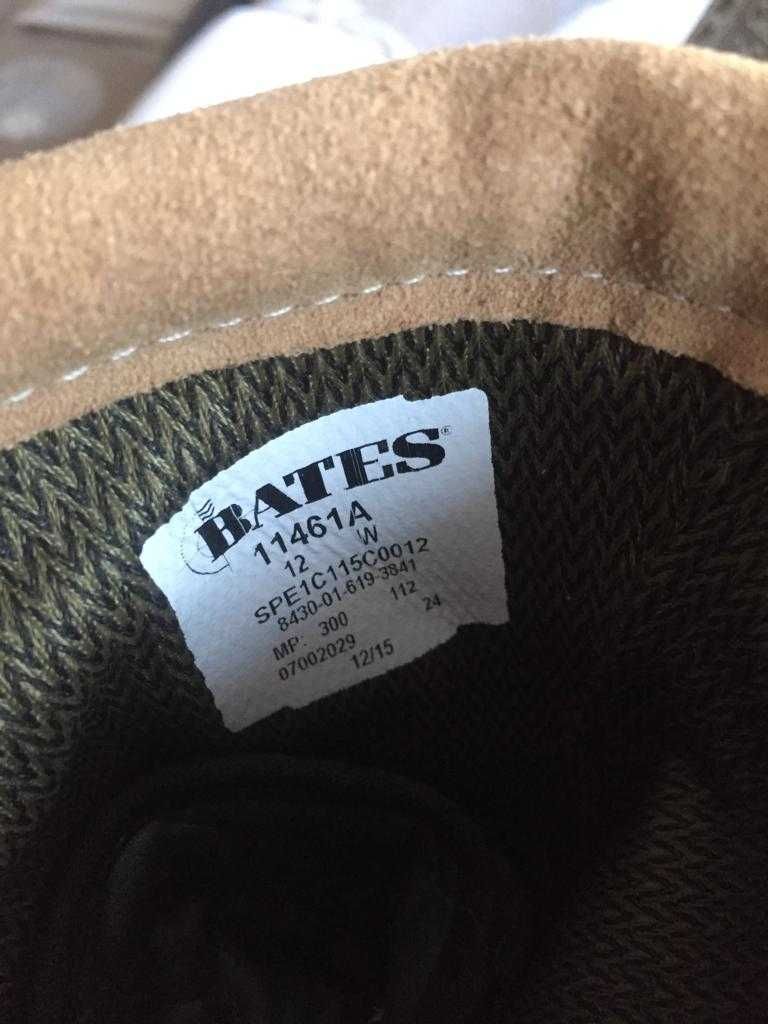 BATES®
11461A
12 W
SPE1C115C0012
8430-01-619-3841
MP: 300 112
07002029 24
12/15